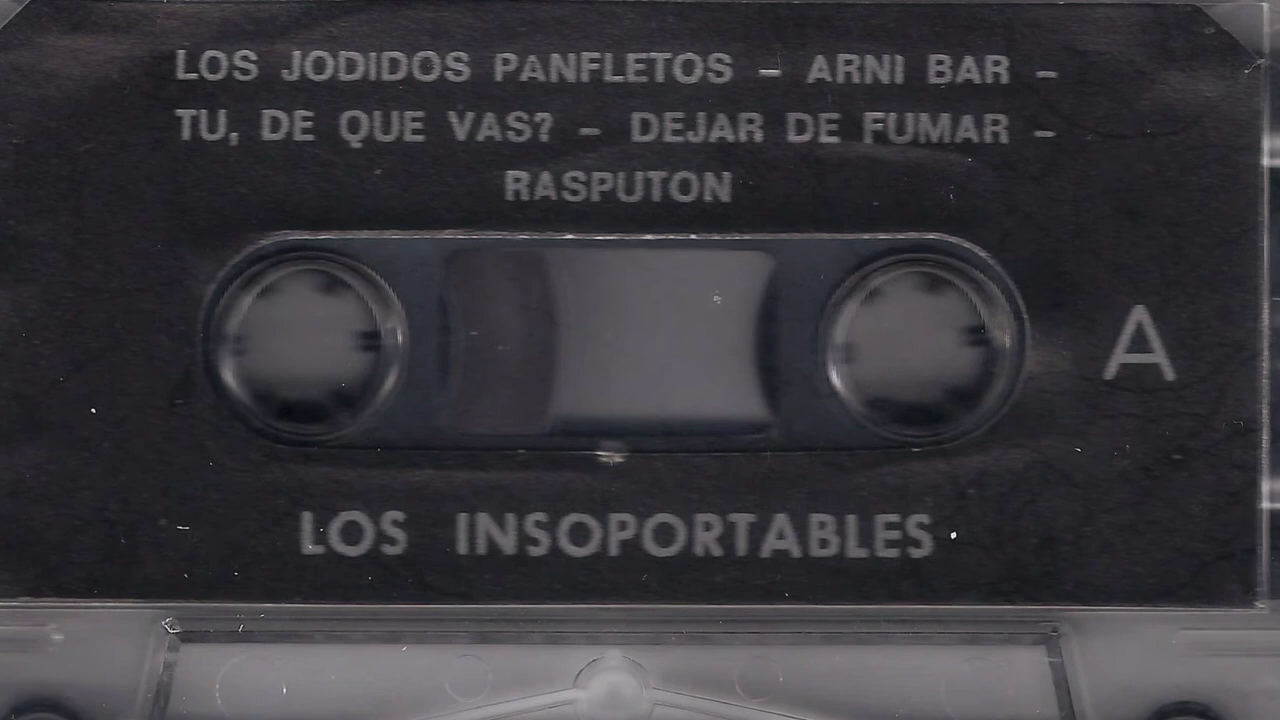 LOS JODIDOS PANFLETOS – ARNI BAR –
TU, DE QUE VAS? – DEJAR DE FUMAR –
RASPUTON
A
LOS INSOPORTABLES